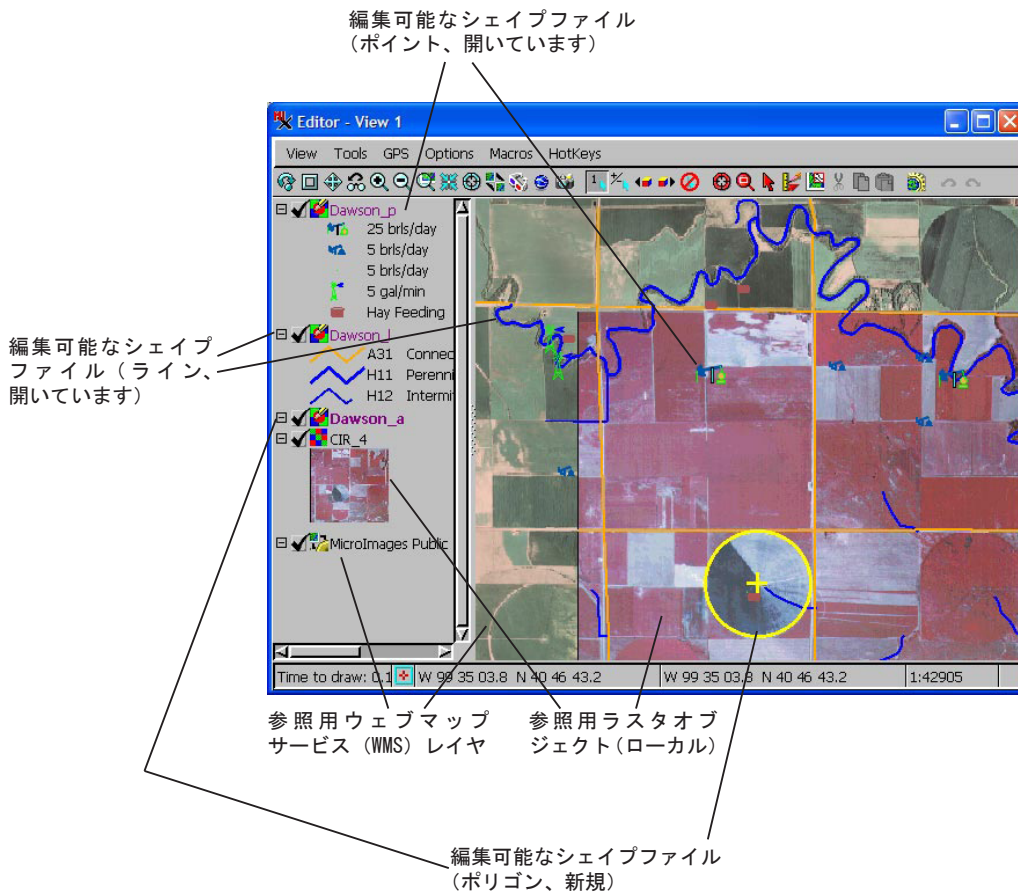 編集可能なシェイプファイル
（ポイント、開いています）
Editor - View 1
View Tools GPS Options Macros HotKeys
Dawson_p
25 brls/day
5 brls/day
5 brls/day
5 gal/min
Hay Feeding
編集可能なシェイプ
ファイル（ライン、
開いています）
Dawson_l
A31 Connec
H11 Perenni
H12 Intermit
Dawson_a
CIR_4
MicroImages Public
Time to draw: 0.1 W 99 35 03.8 N 40 46 43.2 W 99 35 03.8 N 40 46 43.2 1:42905
参照用ウェブマップ
サービス（WMS）レイヤ
参照用ラスタオブ
ジェクト(ローカル)
編集可能なシェイプファイル
（ポリゴン、新規）